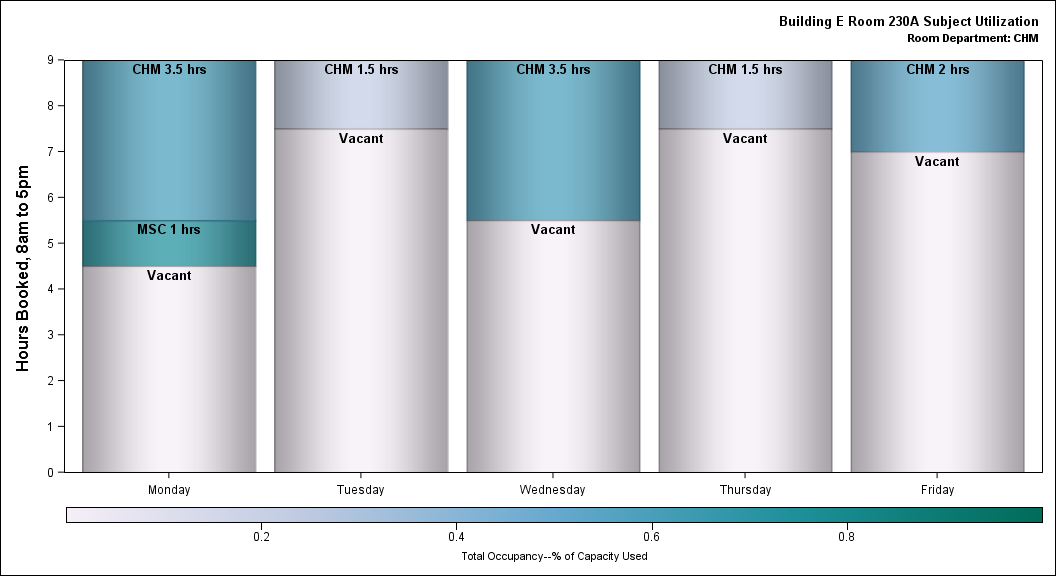 Building E Room 230A Subject Utilization
Room Department: CHM
Hours Booked, 8am to 5pm
9
8
7
6
5
4
3
2
1
0
CHM 3.5 hrs
MSC 1 hrs
Vacant
CHM 1.5 hrs
Vacant
CHM 3.5 hrs
Vacant
CHM 1.5 hrs
Vacant
CHM 2 hrs
Vacant
Monday Tuesday Wednesday Thursday Friday
0.2 0.4 0.6 0.8
Total Occupancy--% of Capacity Used